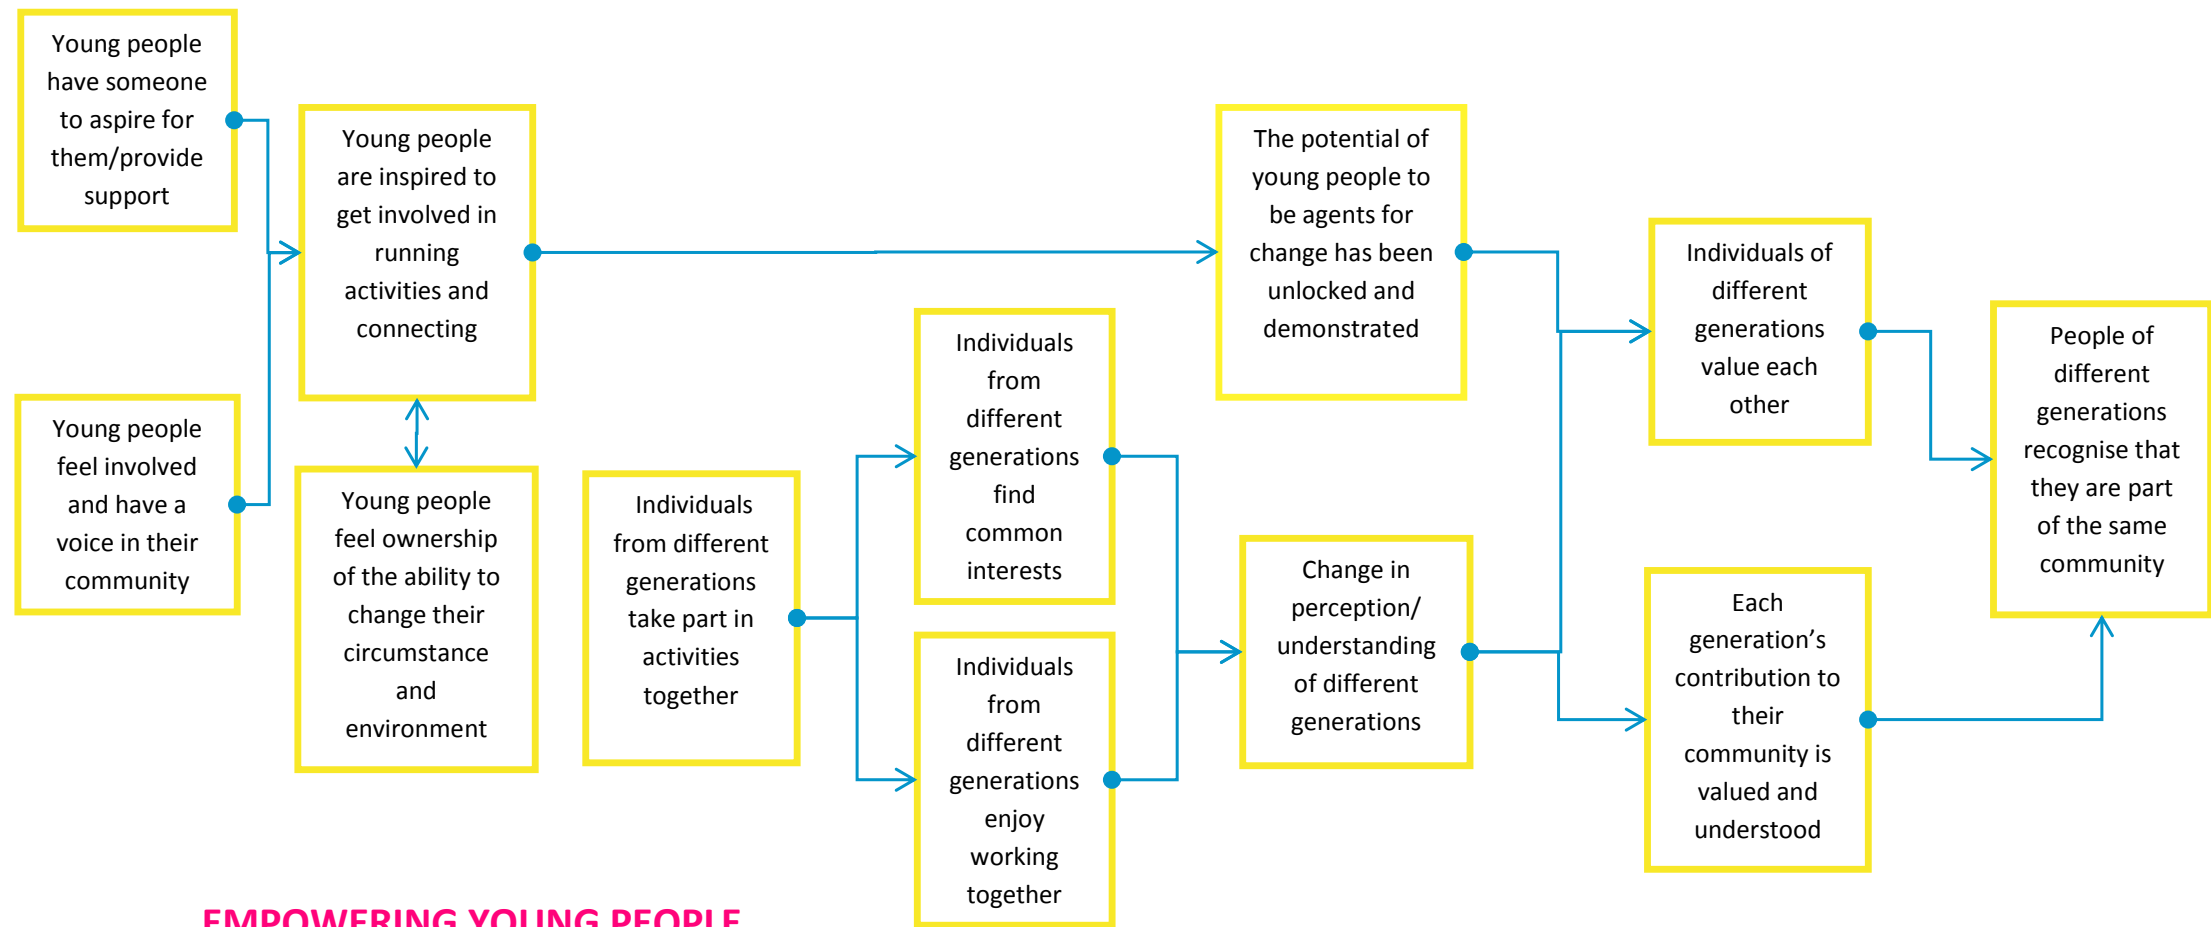 Young people
have someone
to aspire for
them/provide
support
Young people
feel involved
and have a
voice in their
community
Young people
are inspired to
get involved in
running
activities and
connecting
Young people
feel ownership
of the ability to
change their
circumstance
and
environment
Individuals
from different
generations
take part in
activities
together
Individuals
from
different
generations
find
common
interests
Individuals
from
different
generations
enjoy
working
together
The potential of
young people to
be agents for
change has been
unlocked and
demonstrated
Change in
perception/
understanding
of different
generations
Individuals of
different
generations
value each
other
Each
generation’s
contribution to
their
community is
valued and
understood
People of
different
generations
recognise that
they are part
of the same
community
EMPOWERING YOUNG PEOPLE